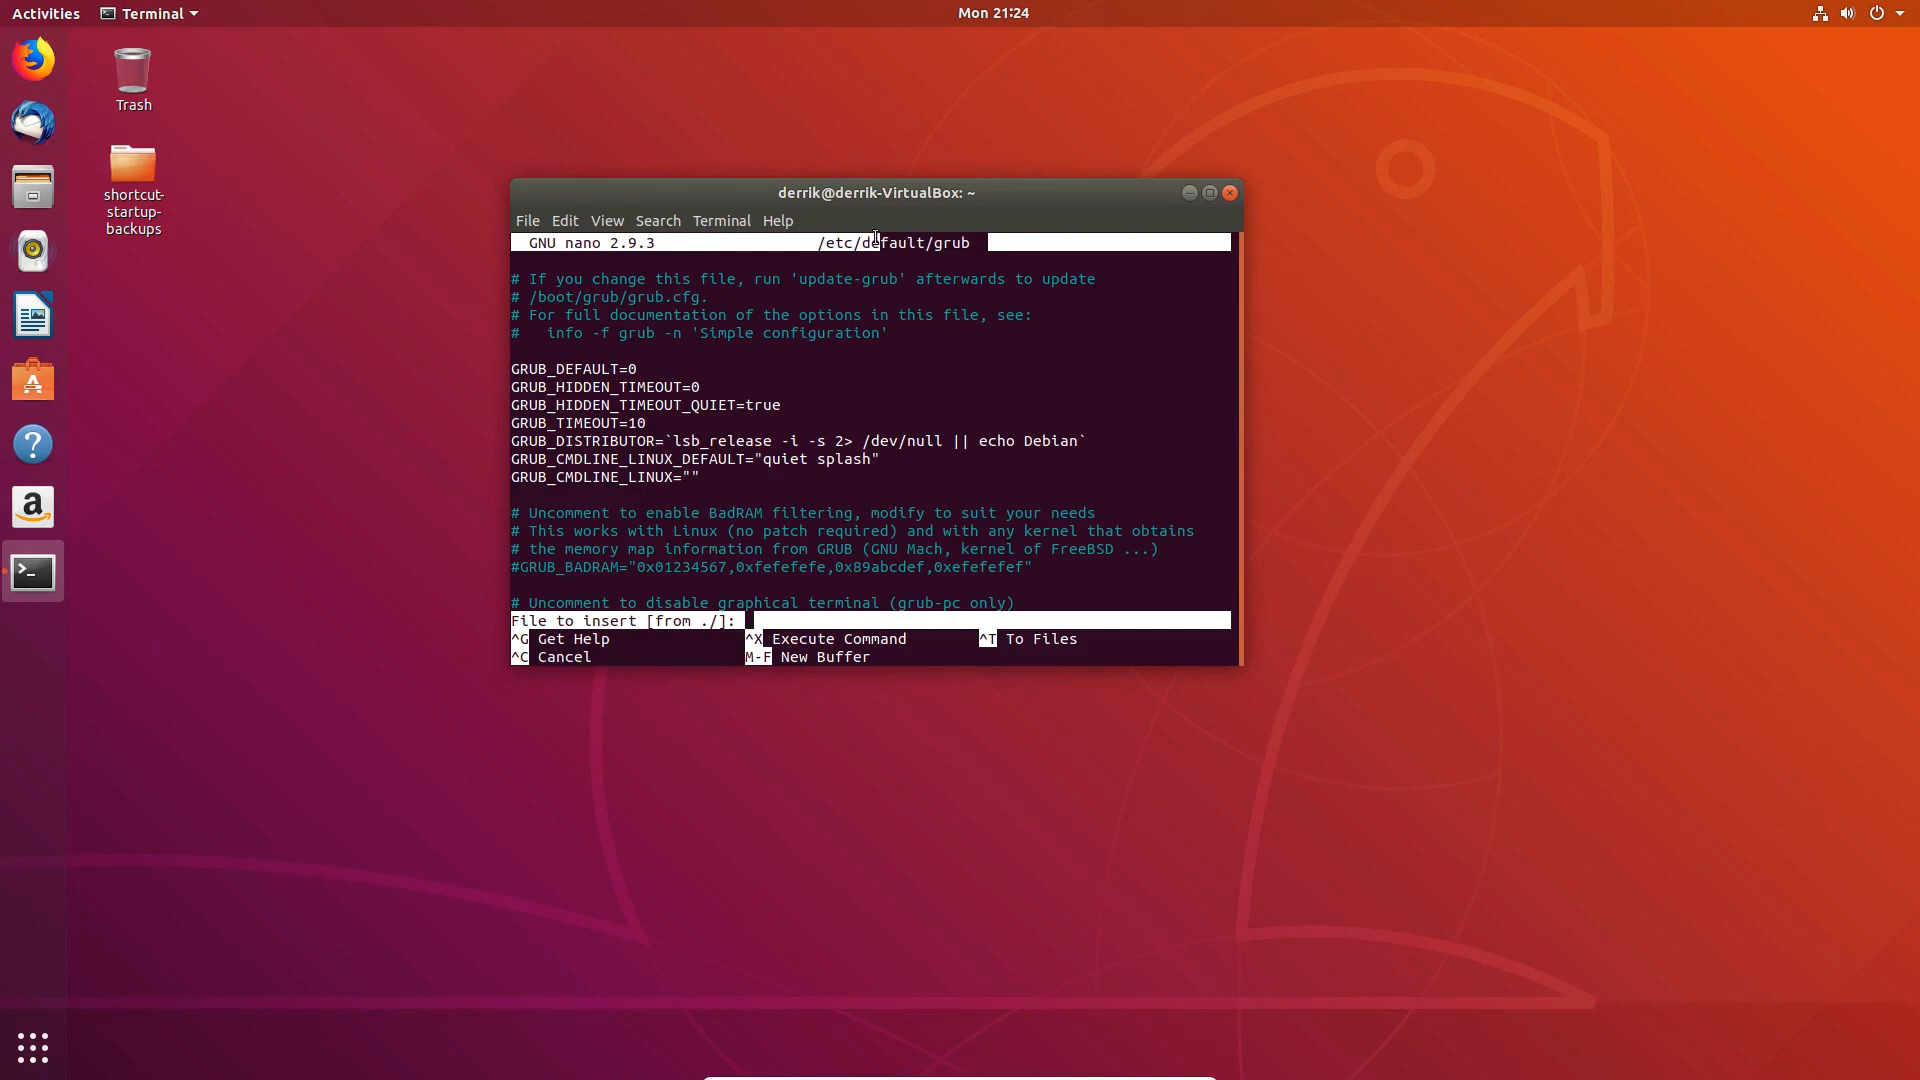 Activities Terminal Mon 21:24
Trash
shortcut-
startup-
backups
derrik@derrik-VirtualBox: ~
File Edit View Search Terminal Help
GNU nano 2.9.3 /etc/default/grub
# If you change this file, run 'update-grub' afterwards to update
# /boot/grub/grub.cfg.
# For full documentation of the options in this file, see:
#   info -f grub -n 'Simple configuration'
GRUB_DEFAULT=0
GRUB_HIDDEN_TIMEOUT=0
GRUB_HIDDEN_TIMEOUT_QUIET=true
GRUB_TIMEOUT=10
GRUB_DISTRIBUTOR=`lsb_release -i -s 2> /dev/null || echo Debian`
GRUB_CMDLINE_LINUX_DEFAULT="quiet splash"
GRUB_CMDLINE_LINUX=""
# Uncomment to enable BadRAM filtering, modify to suit your needs
# This works with Linux (no patch required) and with any kernel that obtains
# the memory map information from GRUB (GNU Mach, kernel of FreeBSD ...)
#GRUB_BADRAM="0x01234567,0xfefefefe,0x89abcdef,0xefefefef"
# Uncomment to disable graphical terminal (grub-pc only)
File to insert [from ./]:
^G Get Help ^X Execute Command ^T To Files
^C Cancel M-F New Buffer